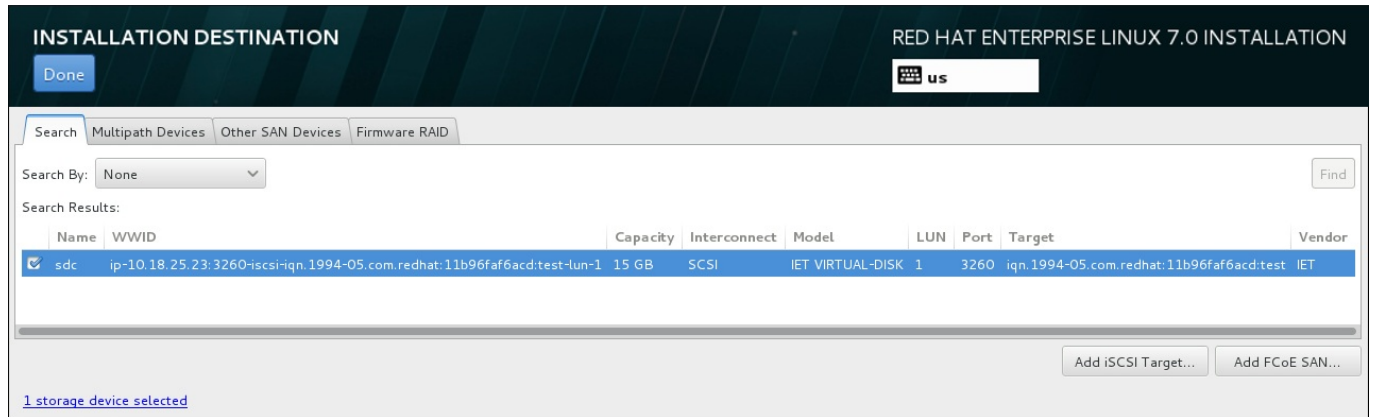 INSTALLATION DESTINATION
RED HAT ENTERPRISE LINUX 7.0 INSTALLATION
Done
us
Search Multipath Devices Other SAN Devices Firmware RAID
Search By: None Find
Search Results:
Name WWID Capacity Interconnect Model LUN Port Target Vendor
sdc ip-10.18.25.23:3260-iscsi-iqn.1994-05.com.redhat:11b96faf6acd:test-lun-1 15 GB SCSI IET VIRTUAL-DISK 1 3260 iqn.1994-05.com.redhat:11b96faf6acd:test IET
Add iSCSI Target... Add FCoE SAN...
1 storage device selected